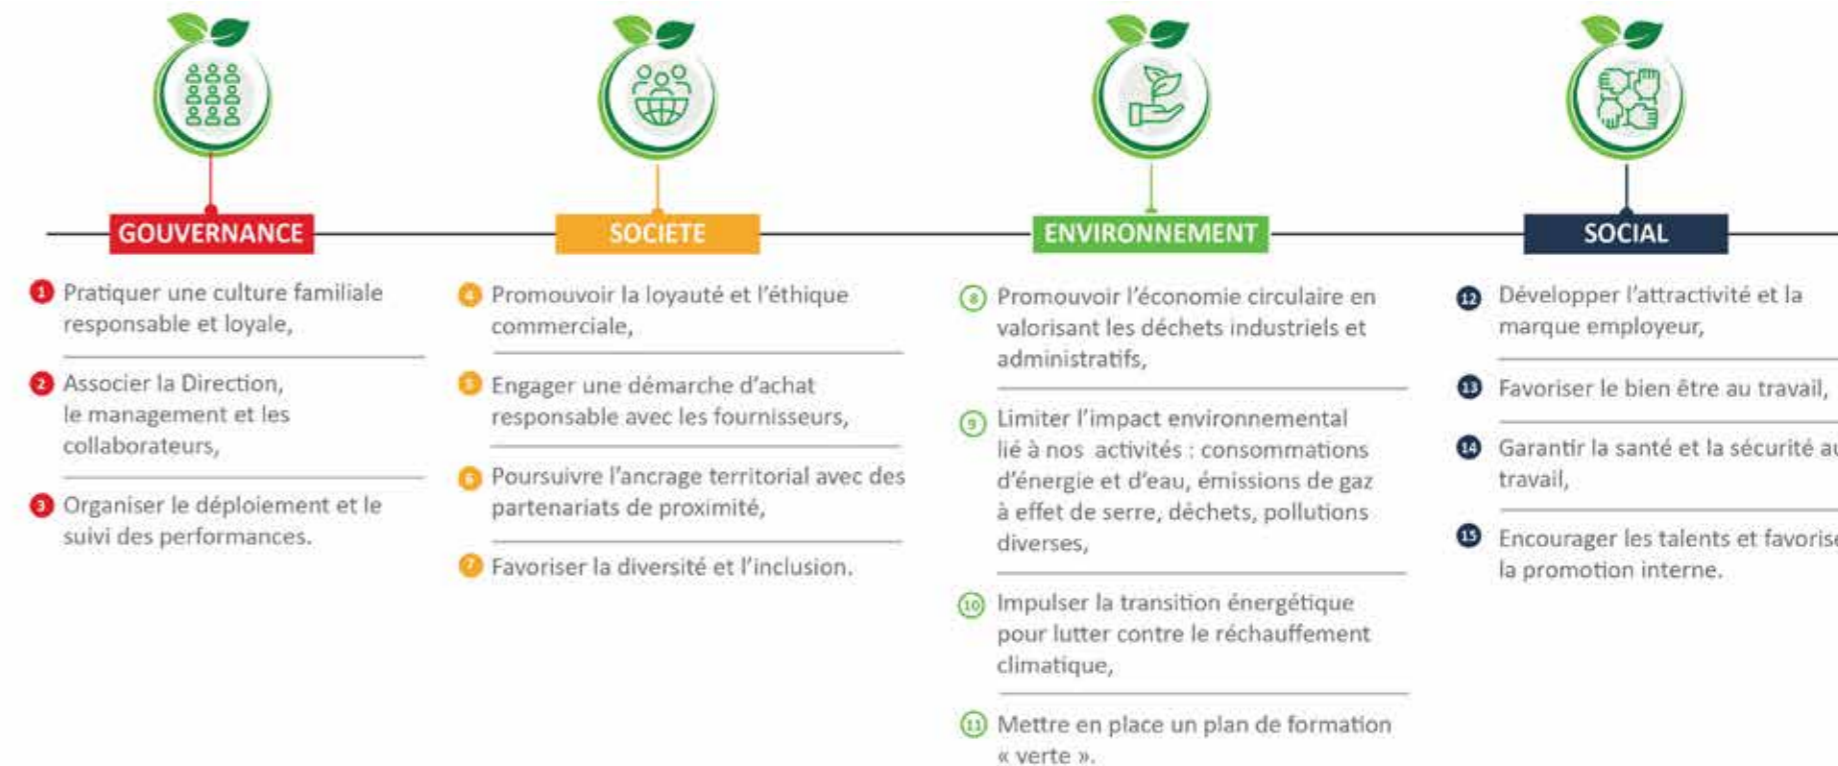 GOUVERNANCE
1 Pratiquer une culture familiale
responsable et loyale,
2 Associer la Direction,
le management et les
collaborateurs,
3 Organiser le déploiement et le
suivi des performances.
SOCIETE
4 Promouvoir la loyauté et l’éthique
commerciale,
5 Engager une démarche d’achat
responsable avec les fournisseurs,
6 Poursuivre l’ancrage territorial avec des
partenariats de proximité,
7 Favoriser la diversité et l’inclusion.
ENVIRONNEMENT
8 Promouvoir l’économie circulaire en
valorisant les déchets industriels et
administratifs,
9 Limiter l’impact environnemental
lié à nos activités : consommations
d’énergie et d’eau, émissions de gaz
à effet de serre, déchets, pollutions
diverses,
10 Impulser la transition énergétique
pour lutter contre le réchauffement
climatique,
11 Mettre en place un plan de formation
« verte ».
SOCIAL
12 Développer l’attractivité et la
marque employeur,
13 Favoriser le bien être au travail,
14 Garantir la santé et la sécurité au
travail,
15 Encourager les talents et favorise
la promotion interne.